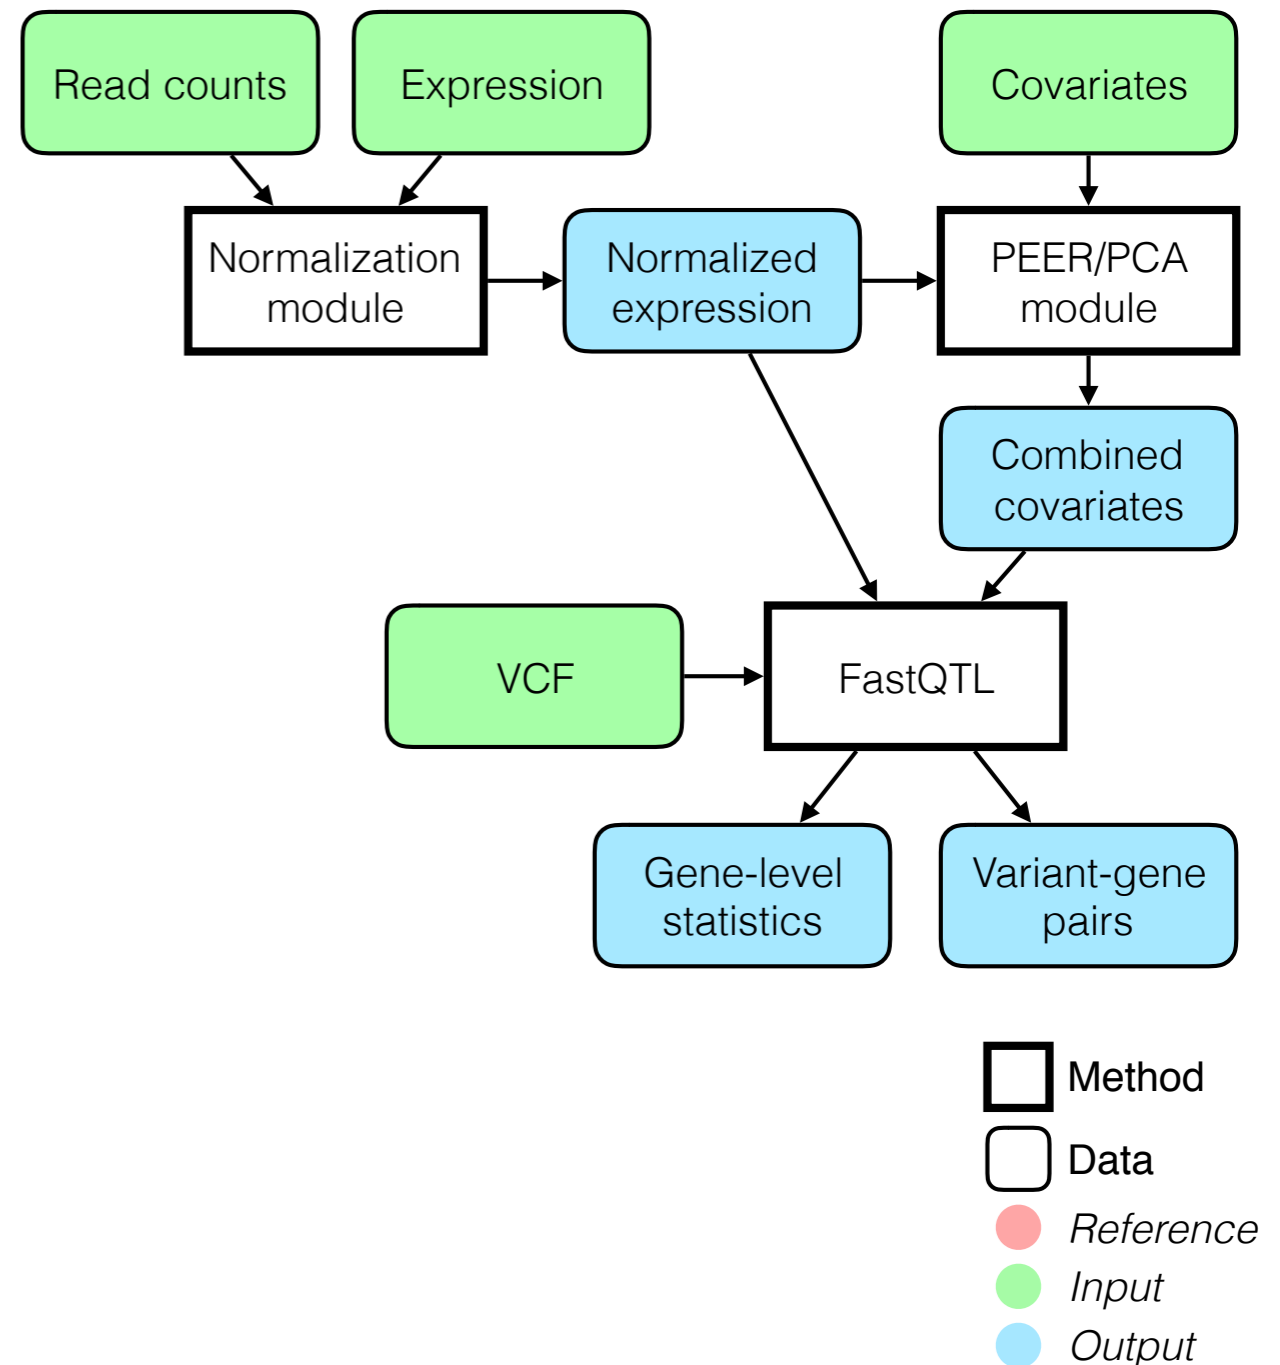 Read counts
Expression
Covariates
Normalization
module
Normalized
expression
PEER/PCA
module
Combined
covariates
VCF
FastQTL
Gene-level
statistics
Variant-gene
pairs
Method
Data
Reference
Input
Output